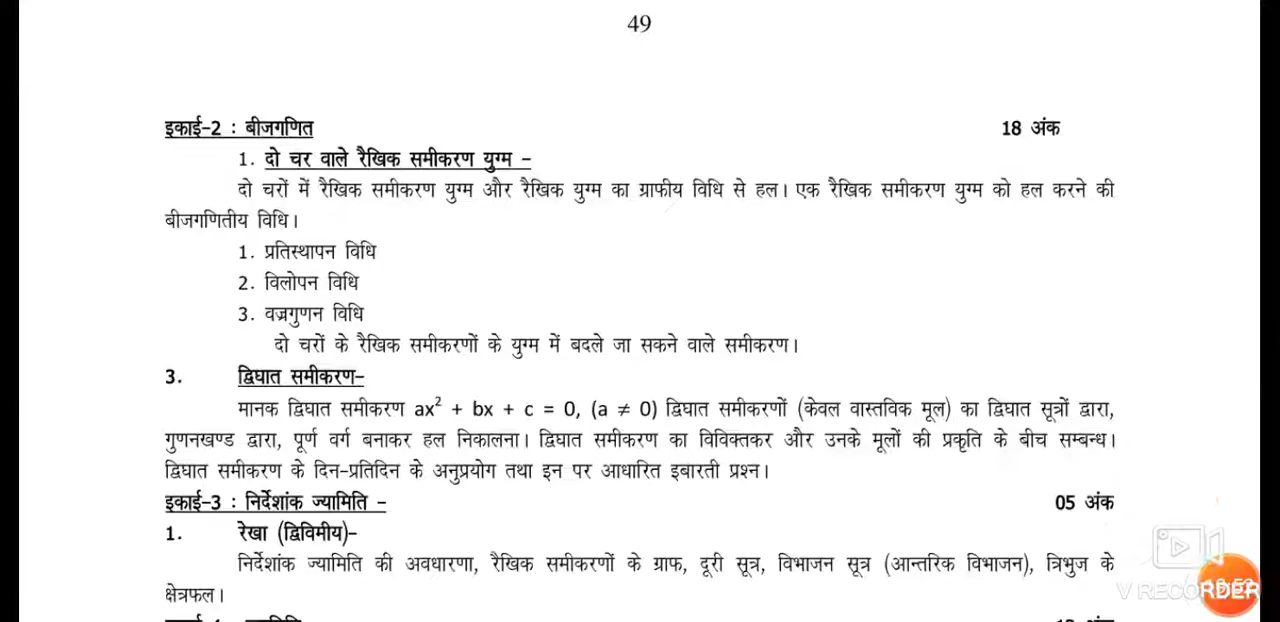 49
इकाई-2 : बीजगणित 18 अंक
1. दो चर वाले रैखिक समीकरण युग्म –
दो चरों में रैखिक समीकरण युग्म और रैखिक युग्म का ग्राफीय विधि से हल। एक रैखिक समीकरण युग्म को हल करने की
बीजगणितीय विधि।
1. प्रतिस्थापन विधि
2. विलोपन विधि
3. वज्रगुणन विधि
दो चरों के रैखिक समीकरणों के युग्म में बदले जा सकने वाले समीकरण।
3. द्विघात समीकरण–
मानक द्विघात समीकरण ax² + bx + c = 0, (a ≠ 0) द्विघात समीकरणों (केवल वास्तविक मूल) का द्विघात सूत्रों द्वारा,
गुणनखण्ड द्वारा, पूर्ण वर्ग बनाकर हल निकालना। द्विघात समीकरण का विविक्तकर और उनके मूलों की प्रकृति के बीच सम्बन्ध।
द्विघात समीकरण के दिन-प्रतिदिन के अनुप्रयोग तथा इन पर आधारित इबारती प्रश्न।
इकाई-3 : निर्देशांक ज्यामिति – 05 अंक
1. रेखा (द्विविमीय)–
निर्देशांक ज्यामिति की अवधारणा, रैखिक समीकरणों के ग्राफ, दूरी सूत्र, विभाजन सूत्र (आन्तरिक विभाजन), त्रिभुज के
क्षेत्रफल।
V RECORDER